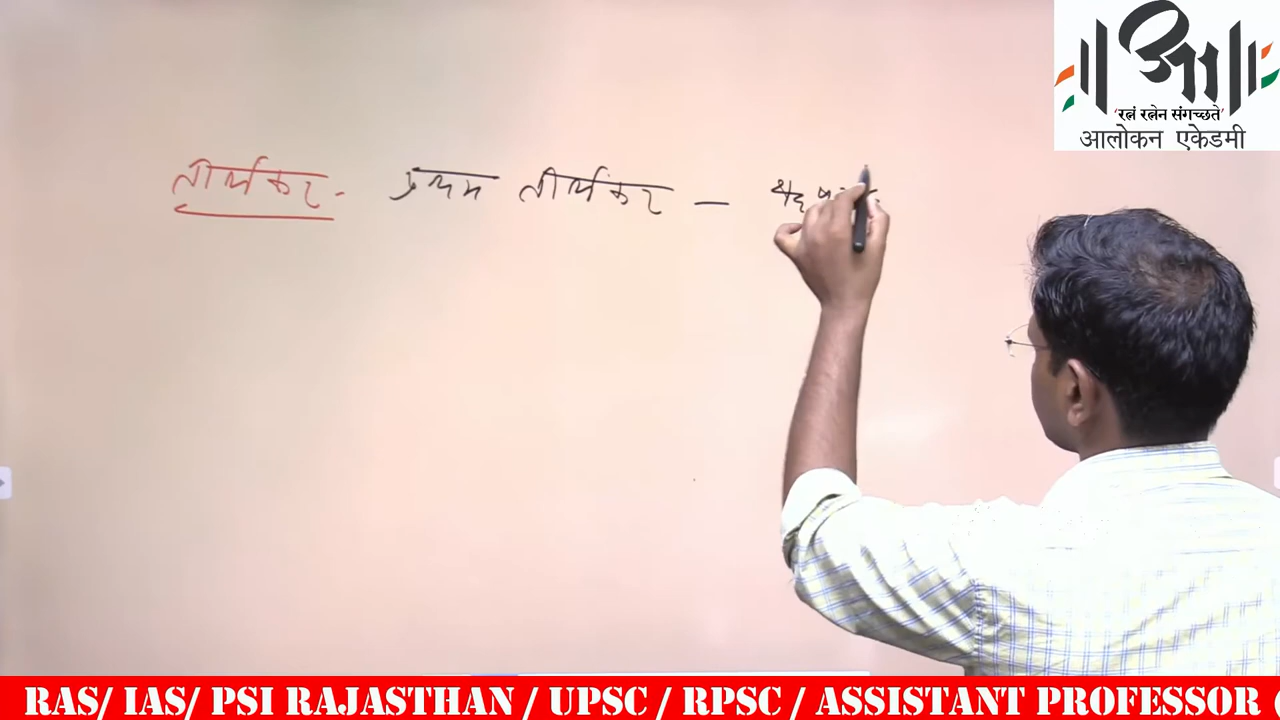 'रत्नं रत्नेन संगच्छते'
आलोकन एकेडमी
तीर्थंकर - प्रथम तीर्थंकर —
RAS/ IAS/ PSI RAJASTHAN / UPSC / RPSC / ASSISTANT PROFESSOR